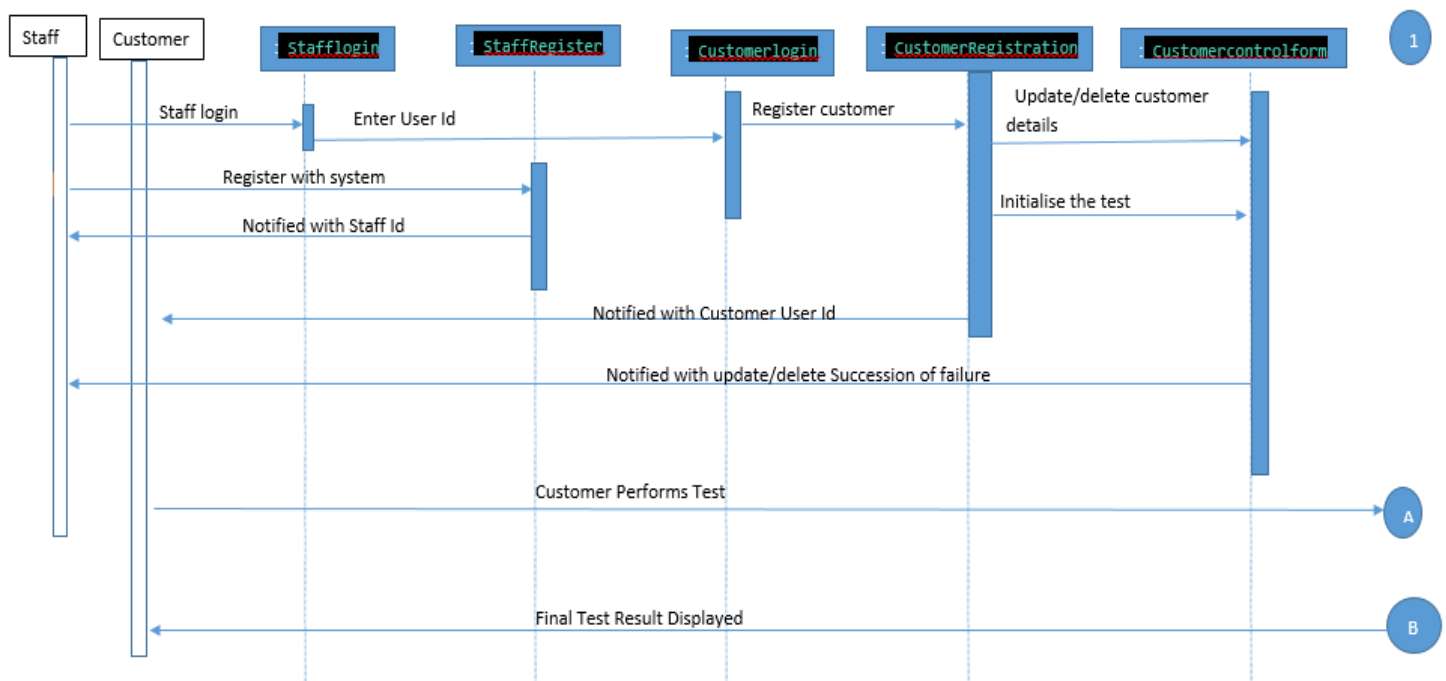 Staff
Customer
: Stafflogin
: StaffRegister
: Customerlogin
: CustomerRegistration
: Customercontrolform
1
Staff login
Enter User Id
Register customer
Update/delete customer
details
Register with system
Initialise the test
Notified with Staff Id
Notified with Customer User Id
Notified with update/delete Succession of failure
Customer Performs Test
A
Final Test Result Displayed
B